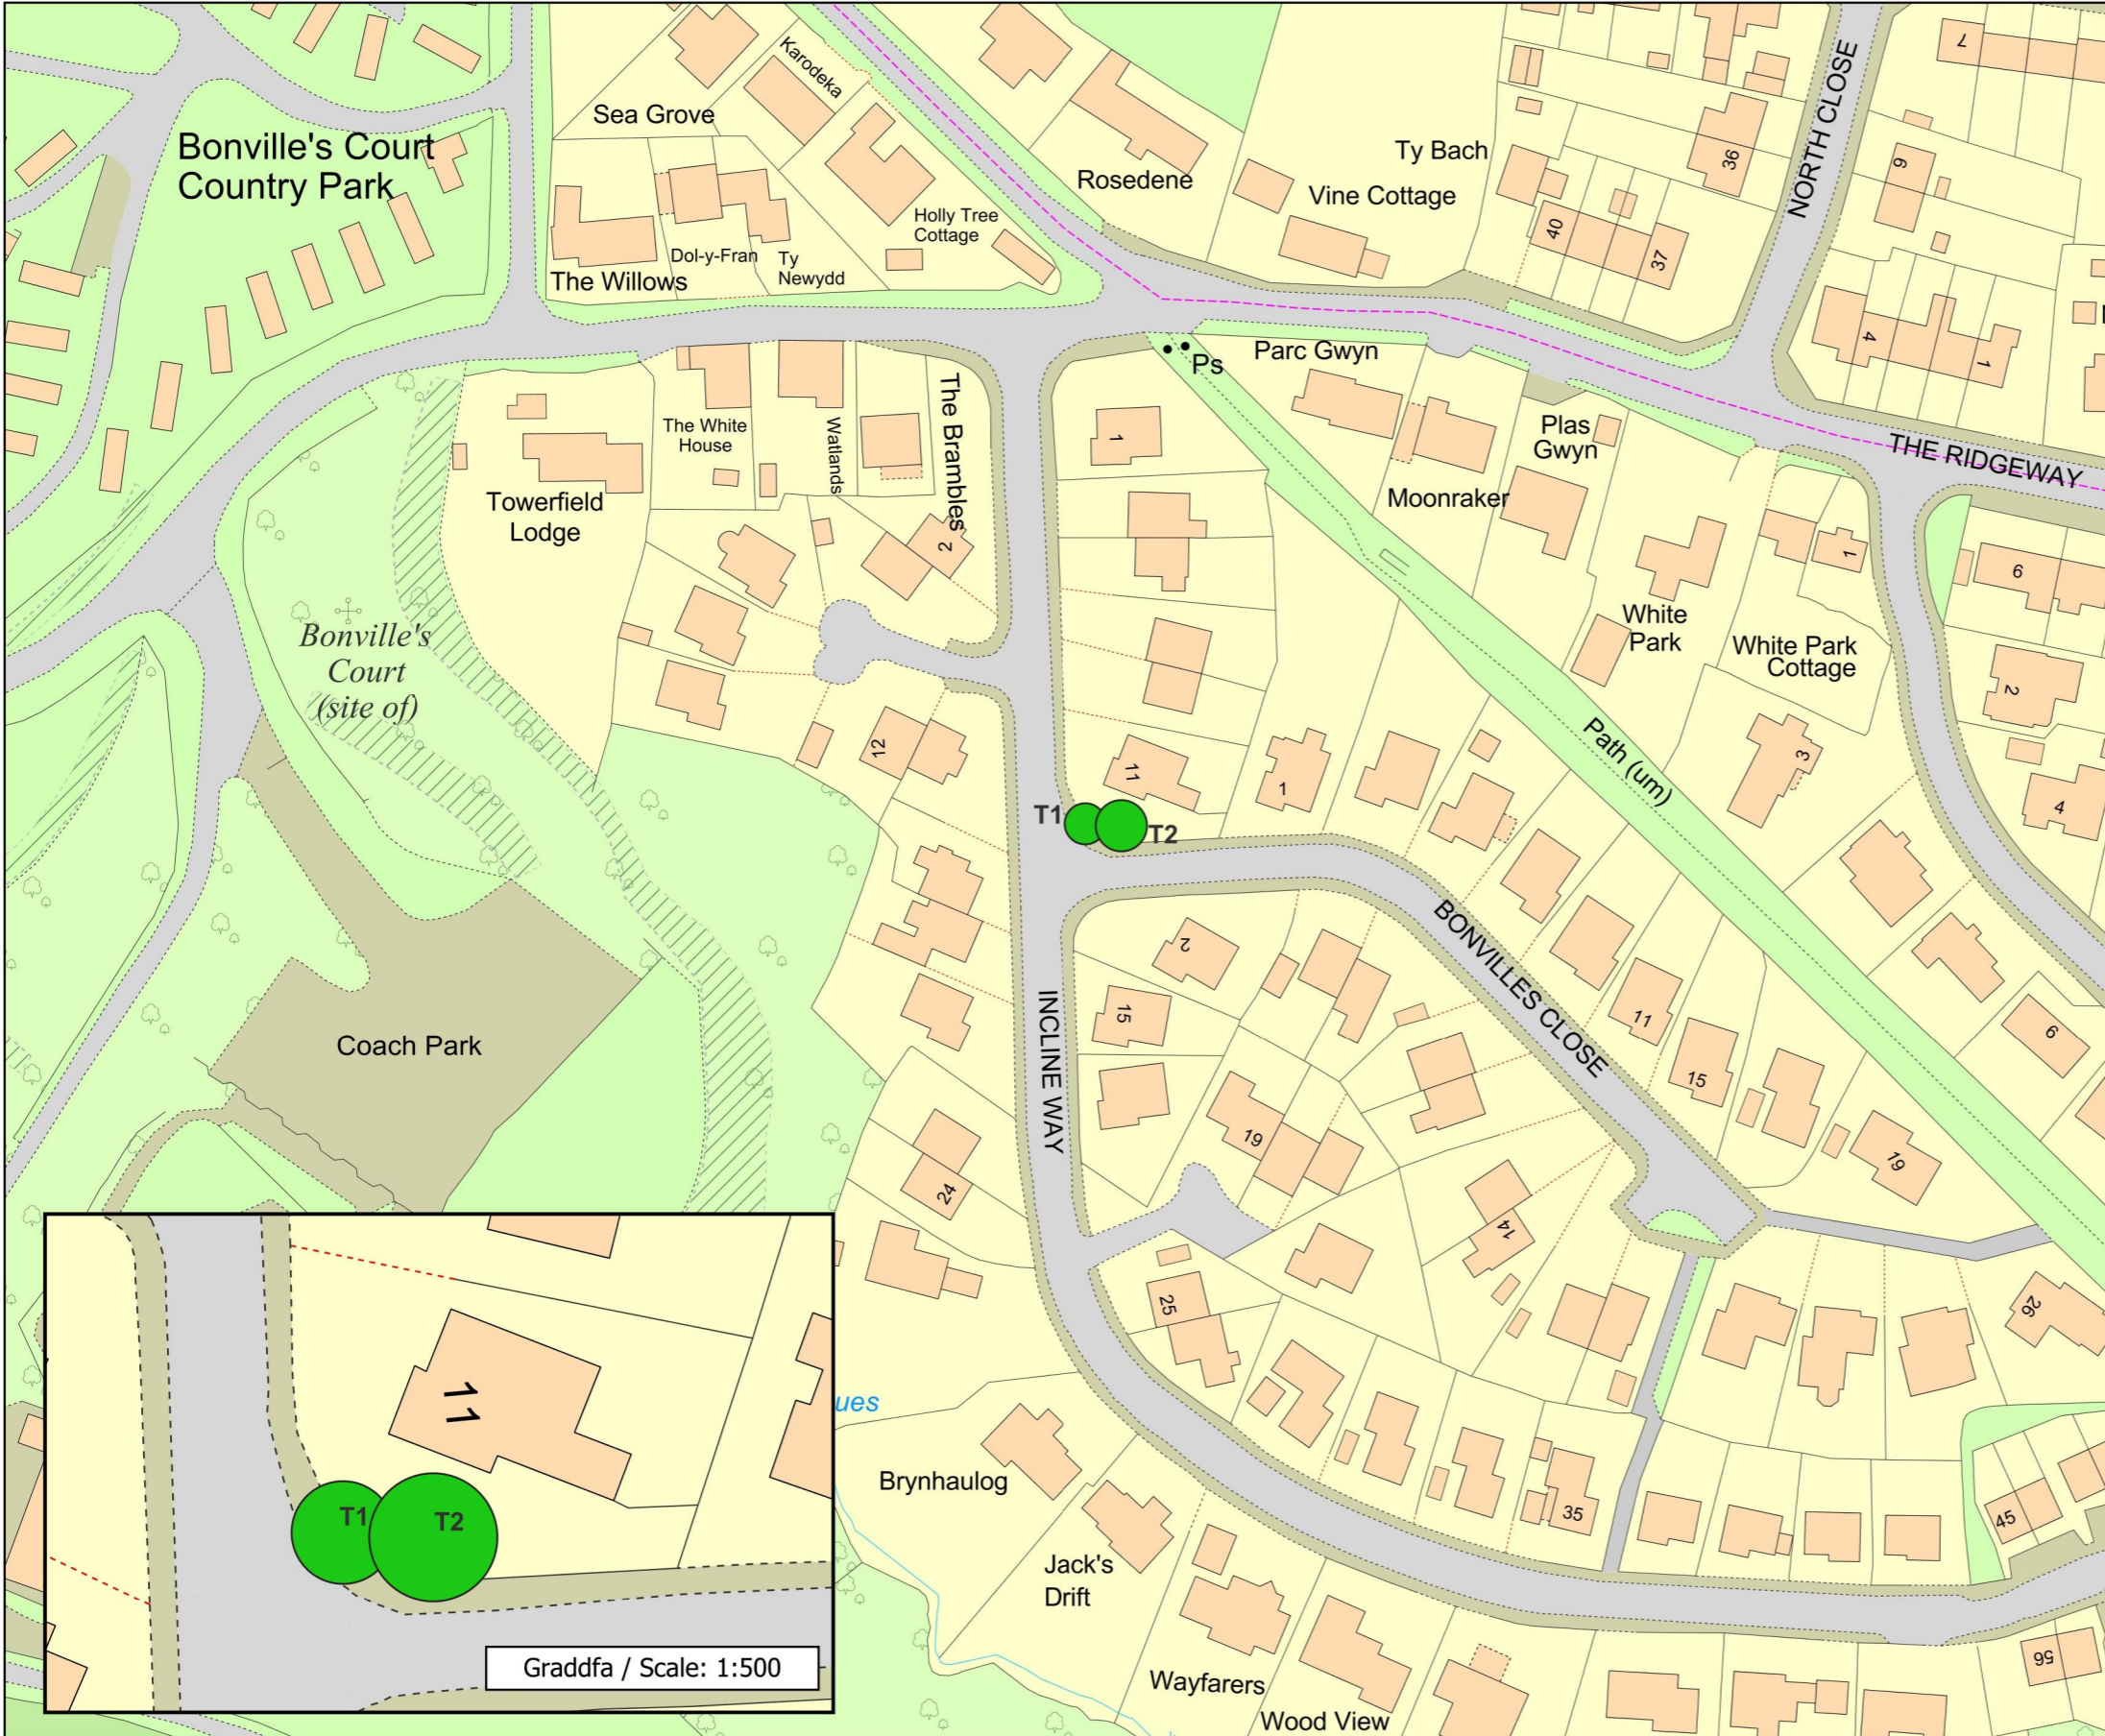 Karodeka
Sea Grove
Bonville's Court
Country Park
NORTH CLOSE
7
Ty Bach
36
6
Rosedene
Vine Cottage
Holly Tree
Cottage
40
37
Dol-y-Fran
Ty
Newydd
The Willows
Parc Gwyn
Ps
4
1
The Brambles
The White
House
Watlands
1
Plas
Gwyn
THE RIDGEWAY
Towerfield
Lodge
Moonraker
2
1
9
Bonville's
Court
(site of)
White
Park
White Park
Cottage
2
Path (um)
12
11
1
3
4
T1
T2
2
BONVILLES CLOSE
15
11
6
Coach Park
INCLINE WAY
15
19
19
24
14
25
26
ues
Brynhaulog
35
45
Jack's
Drift
Wayfarers
Wood View
56
11
T1
T2
Graddfa / Scale: 1:500